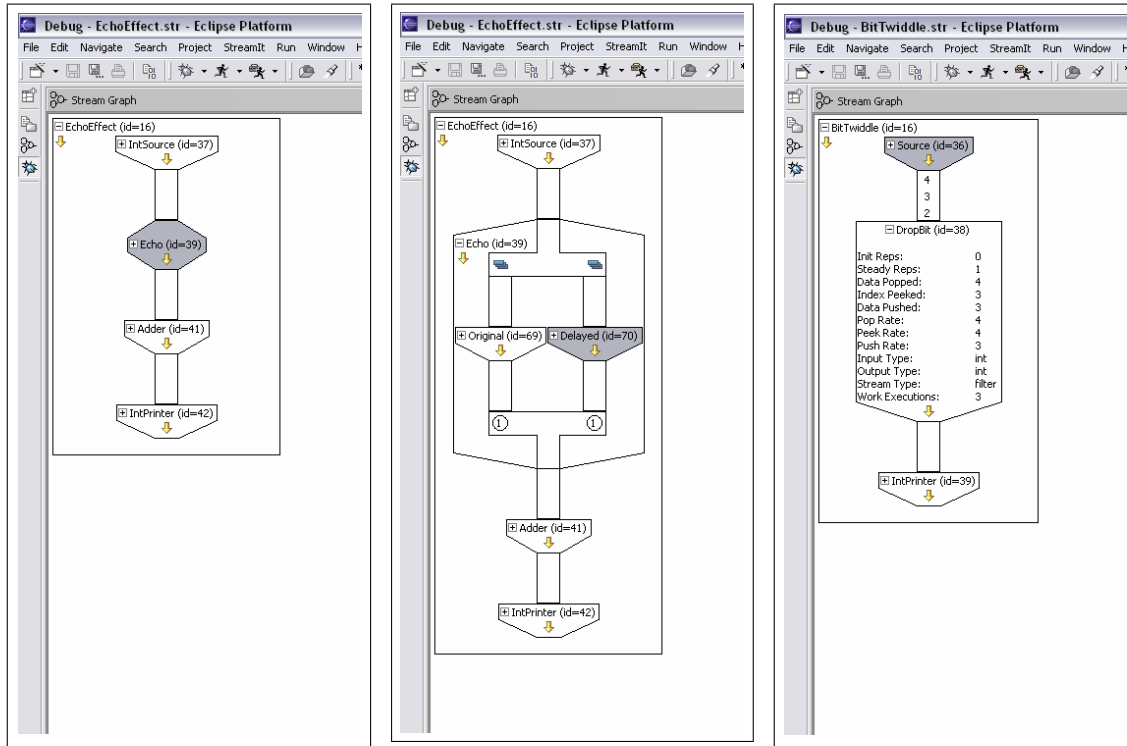 Debug - EchoEffect.str - Eclipse Platform
File Edit Navigate Search Project StreamIt Run Window H
Stream Graph
EchoEffect (id=16)
IntSource (id=37)
Echo (id=39)
Adder (id=41)
IntPrinter (id=42)
Debug - EchoEffect.str - Eclipse Platform
File Edit Navigate Search Project StreamIt Run Window H
Stream Graph
EchoEffect (id=16)
IntSource (id=37)
Echo (id=39)
Original (id=69) Delayed (id=70)
1 1
Adder (id=41)
IntPrinter (id=42)
Debug - BitTwiddle.str - Eclipse Platform
File Edit Navigate Search Project StreamIt Run Window H
Stream Graph
BitTwiddle (id=16)
Source (id=36)
4
3
2
DropBit (id=38)
Init Reps: 0
Steady Reps: 1
Data Popped: 4
Index Peeked: 3
Data Pushed: 3
Pop Rate: 4
Peek Rate: 4
Push Rate: 3
Input Type: int
Output Type: int
Stream Type: filter
Work Executions: 3
IntPrinter (id=39)